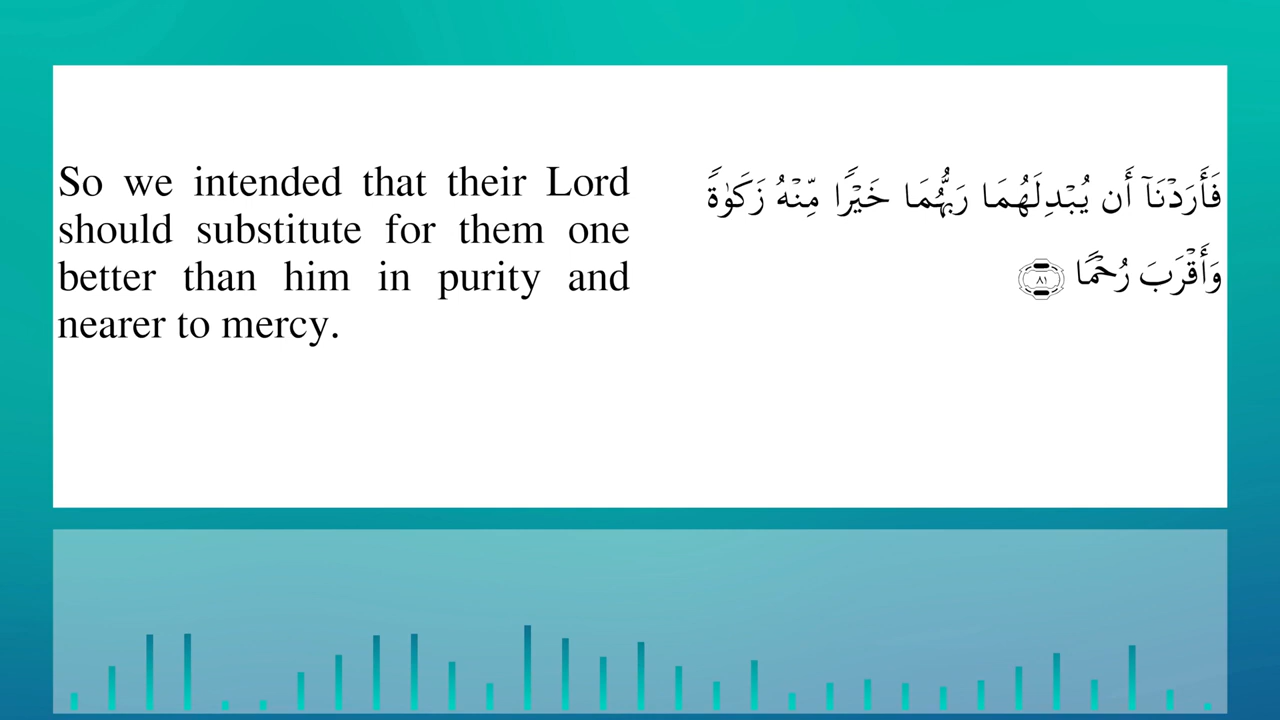 So we intended that their Lord
should substitute for them one
better than him in purity and
nearer to mercy.
فَأَرَدْنَآ أَن يُبْدِلَهُمَا رَبُّهُمَا خَيْرًا مِّنْهُ زَكَوٰةً
وَأَقْرَبَ رُحْمًا ٨١